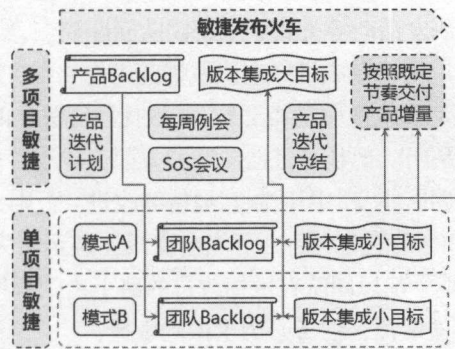 敏捷发布火车
多项目敏捷
产品Backlog
版本集成大目标
按照既定
节奏交付
产品增量
产品
迭代
计划
每周例会
SoS会议
产品
迭代
总结
单项目敏捷
模式A
团队Backlog
版本集成小目标
模式B
团队Backlog
版本集成小目标